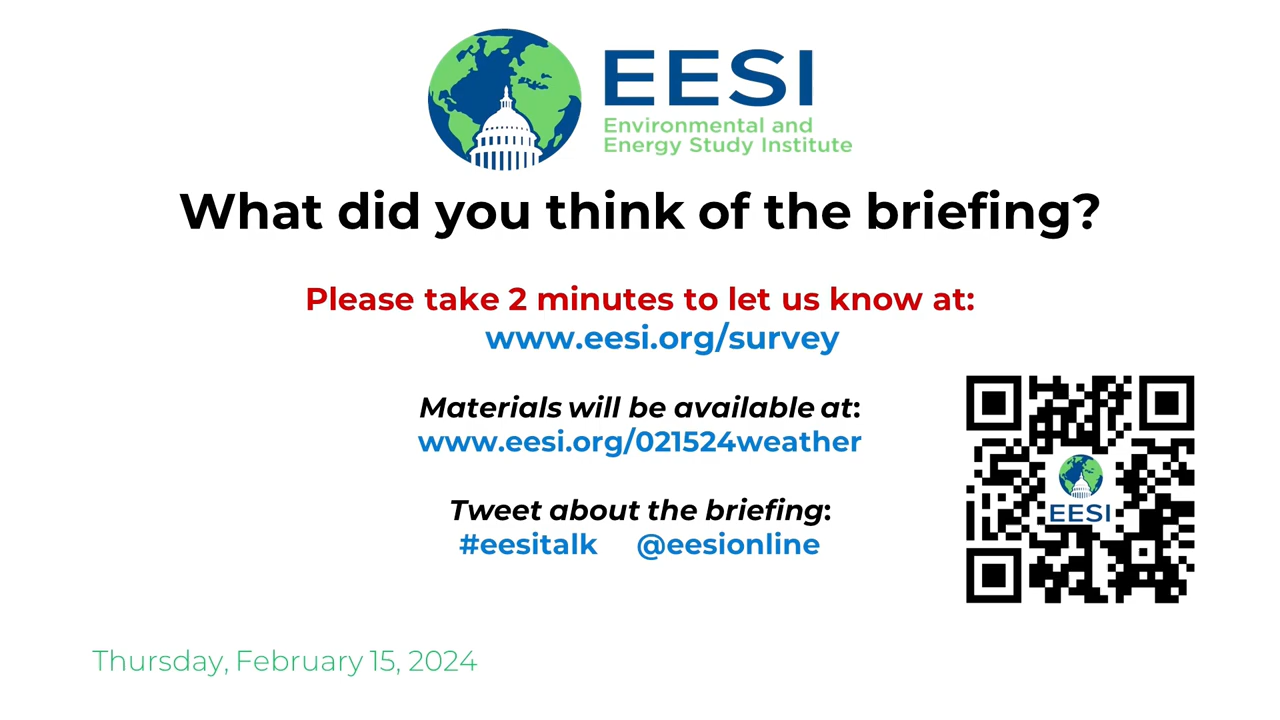 EESI
Environmental and
Energy Study Institute
What did you think of the briefing?
Please take 2 minutes to let us know at:
www.eesi.org/survey
Materials will be available at:
www.eesi.org/021524weather
Tweet about the briefing:
#eesitalk @eesionline
EESI
Thursday, February 15, 2024